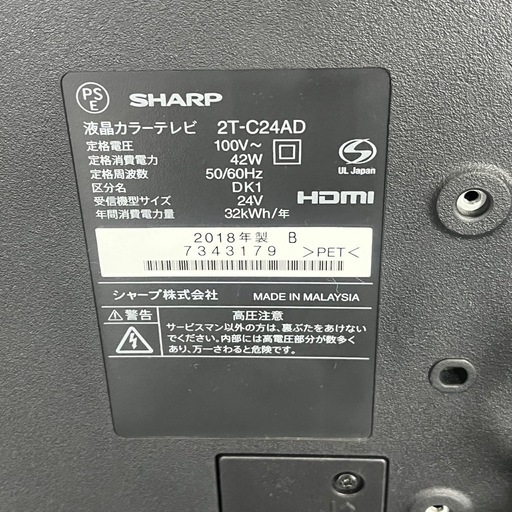 PS
E
SHARP
液晶カラーテレビ 2T-C24AD
定格電圧 100V～
定格消費電力 42W
定格周波数 50/60Hz
区分名 DK1
受信機型サイズ 24V
年間消費電力量 32kWh/年
UL Japan
HDMI
2018年製 B
7343179 >PET<
シャープ株式会社 MADE IN MALAYSIA
警告 高圧注意
サービスマン以外の方は、裏ぶたをあけない
でください。内部には高電圧部分が数多く
あり、万一さわると危険です。